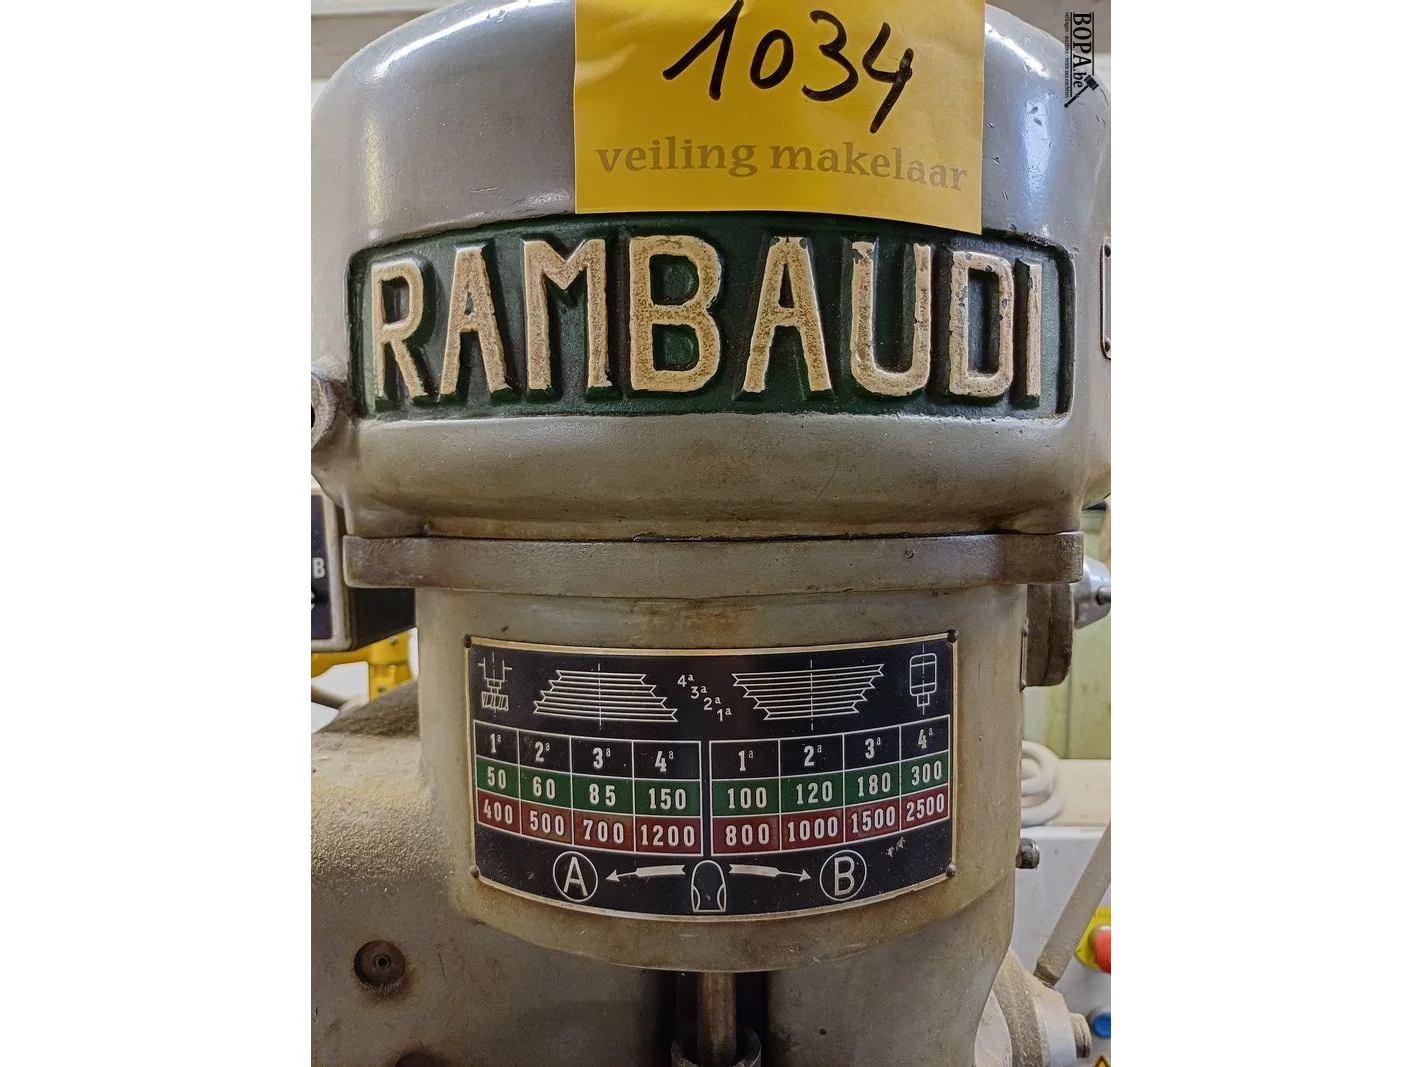 1034
veiling makelaar
BOPA.be
RAMBAUDI
B
4ª
3ª
2ª
1ª
1ª 2ª 3ª 4ª 1ª 2ª 3ª 4ª
50 60 85 150 100 120 180 300
400 500 700 1200 800 1000 1500 2500
A B